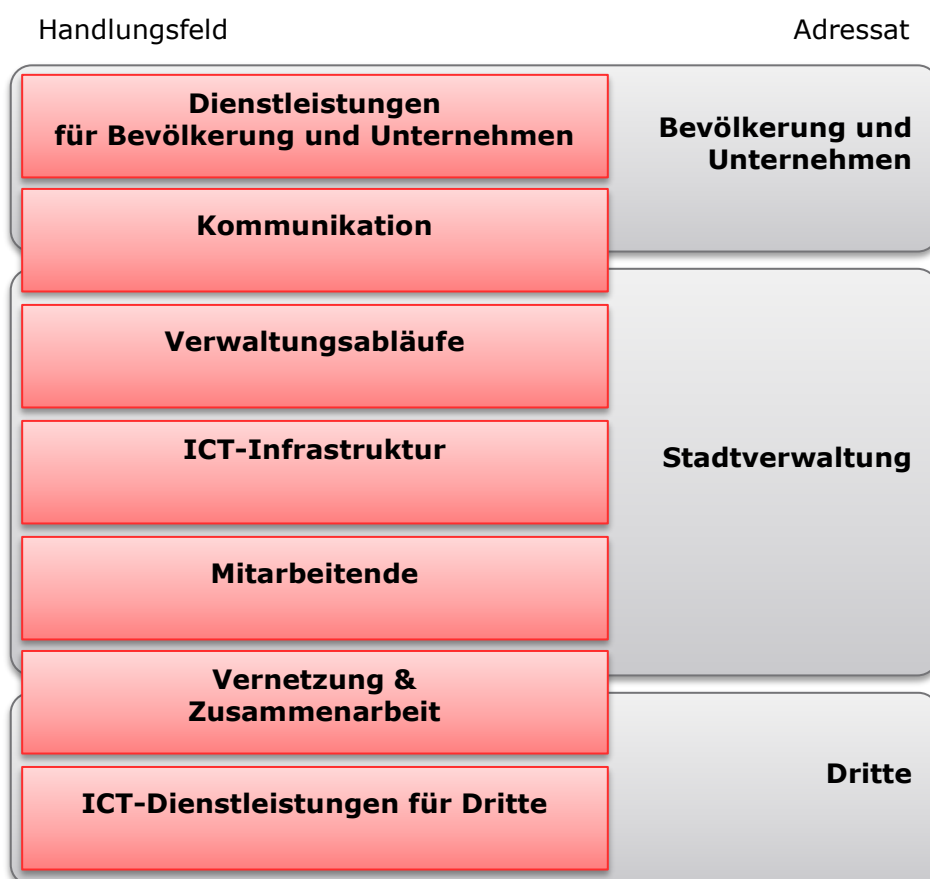 Handlungsfeld
Adressat
Dienstleistungen
für Bevölkerung und Unternehmen
Bevölkerung und
Unternehmen
Kommunikation
Verwaltungsabläufe
ICT-Infrastruktur
Stadtverwaltung
Mitarbeitende
Vernetzung &
Zusammenarbeit
Dritte
ICT-Dienstleistungen für Dritte